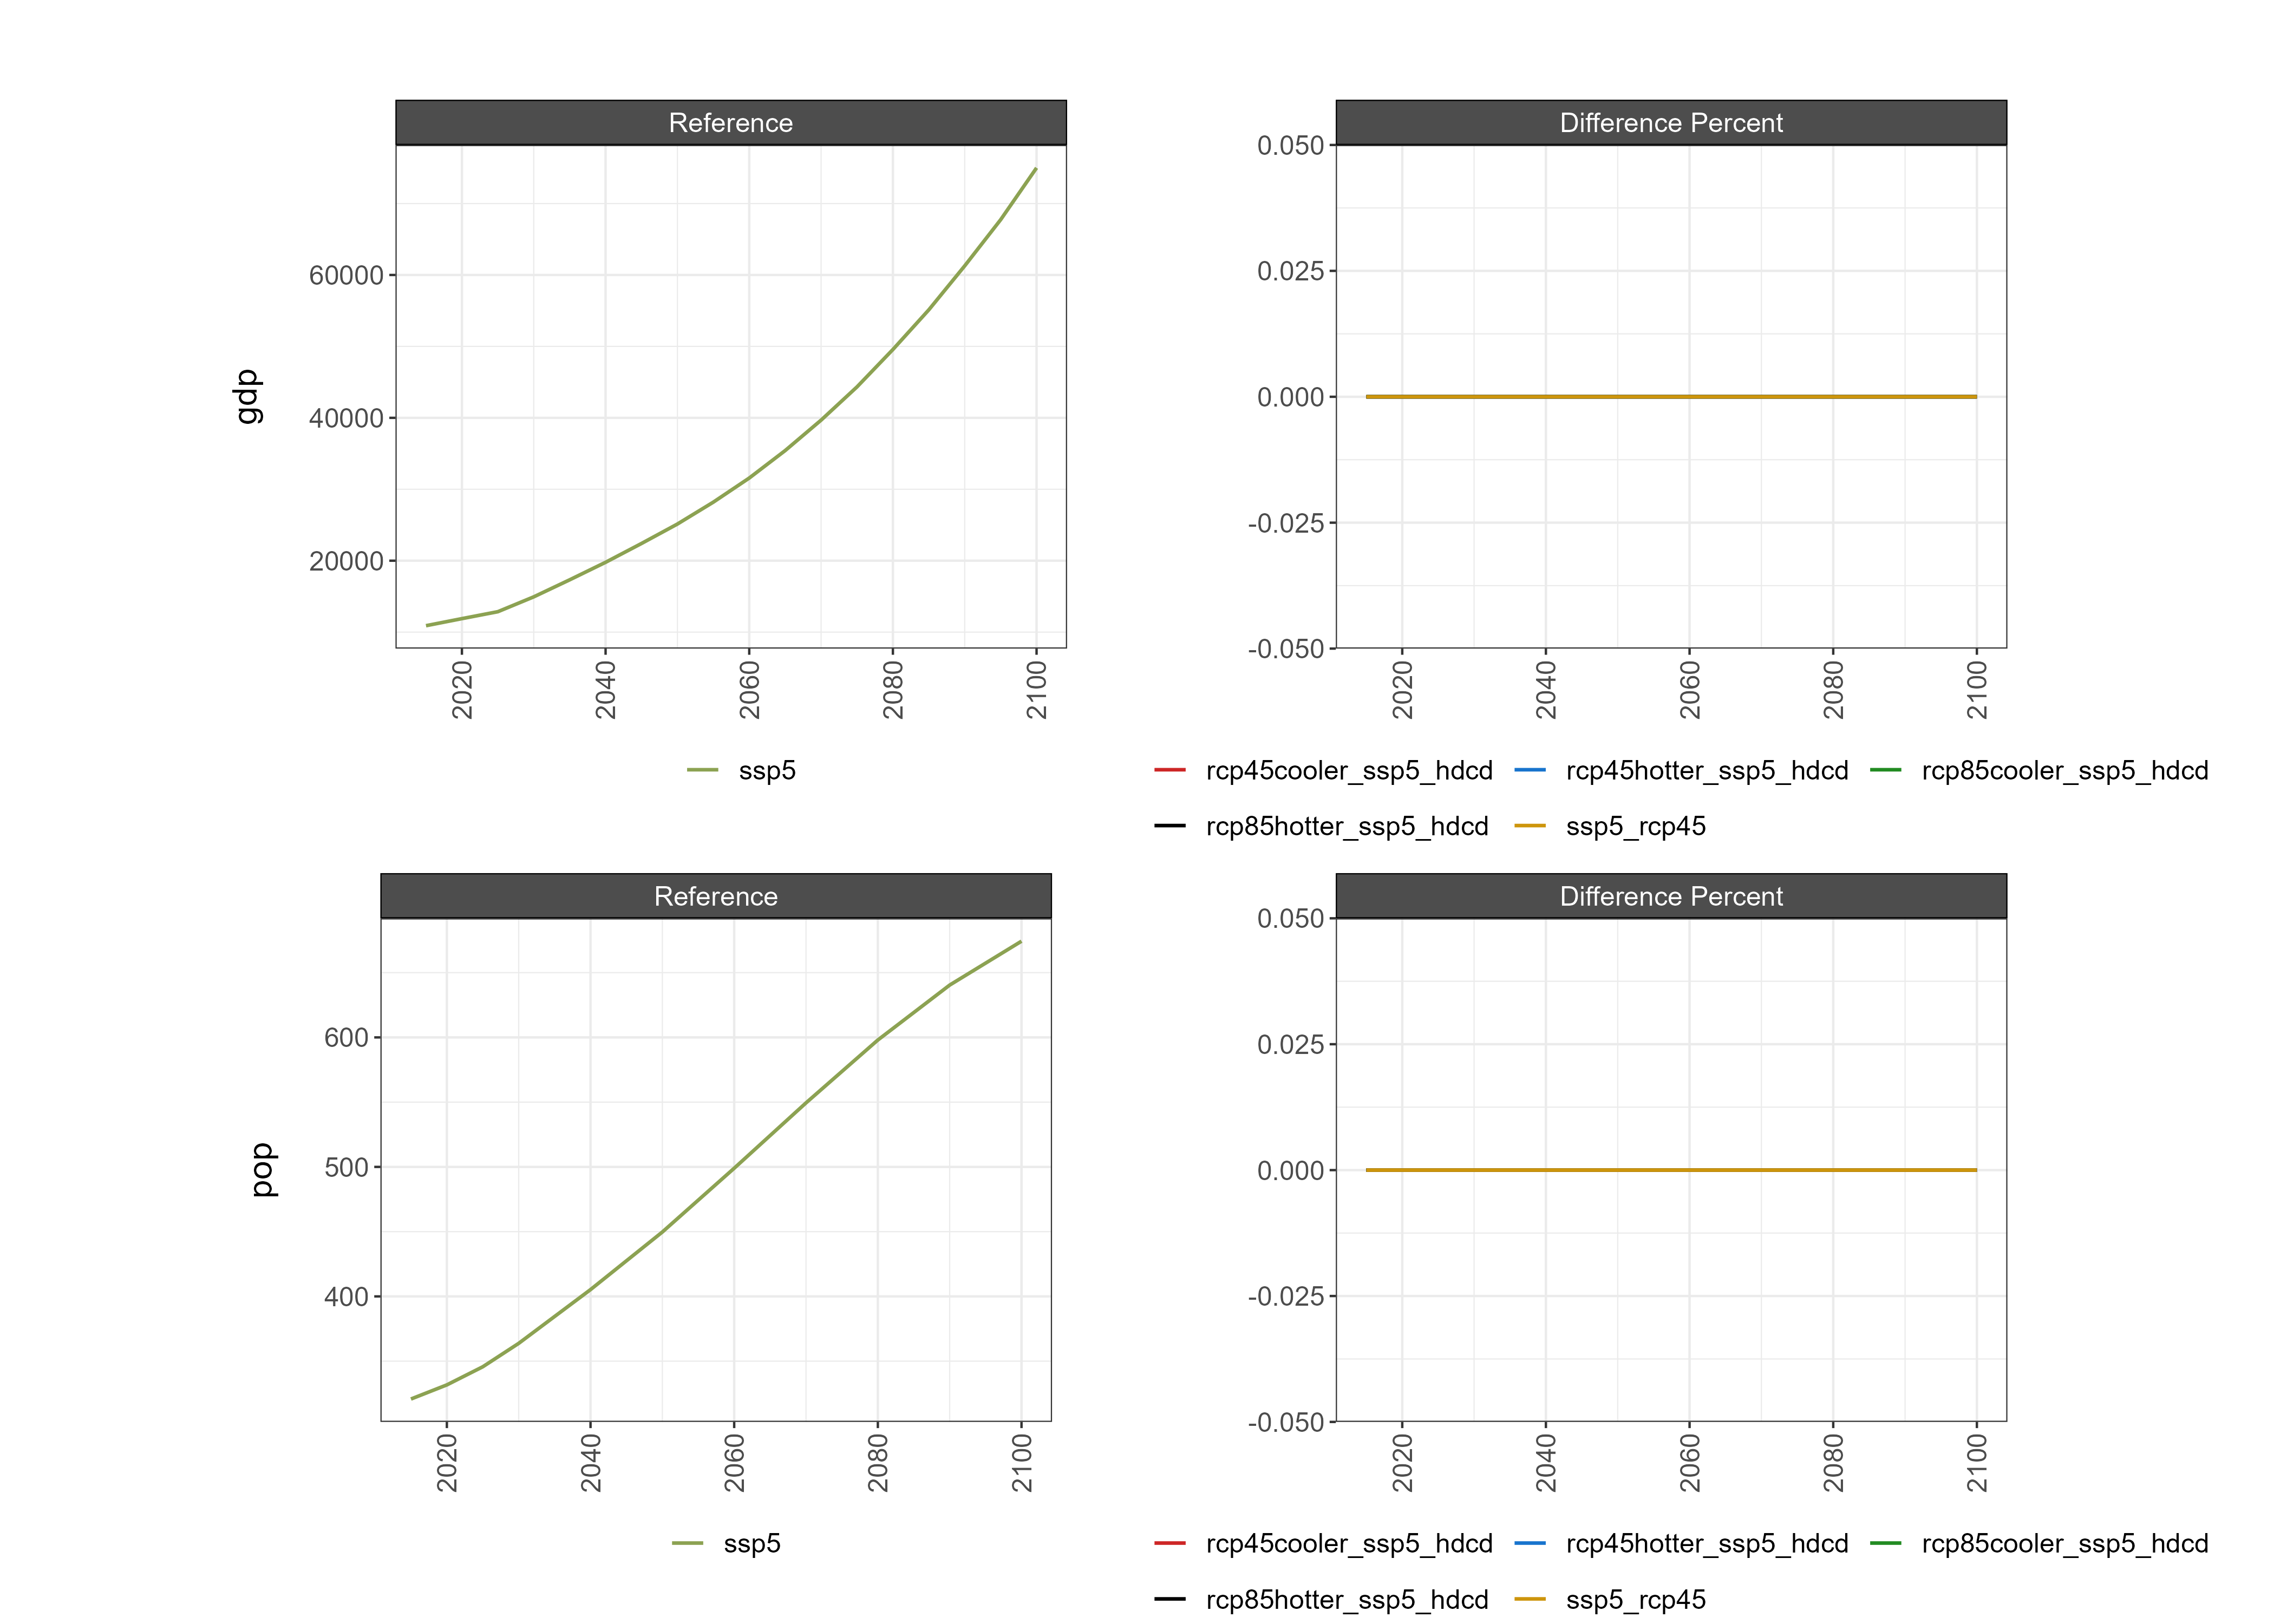 Reference
Difference Percent
gdp
60000
40000
20000
0.050
0.025
0.000
-0.025
-0.050
2020 2040 2060 2080 2100
2020 2040 2060 2080 2100
ssp5
rcp45cooler_ssp5_hdcd rcp45hotter_ssp5_hdcd rcp85cooler_ssp5_hdcd
rcp85hotter_ssp5_hdcd ssp5_rcp45
Reference
Difference Percent
pop
600
500
400
0.050
0.025
0.000
-0.025
-0.050
2020 2040 2060 2080 2100
2020 2040 2060 2080 2100
ssp5
rcp45cooler_ssp5_hdcd rcp45hotter_ssp5_hdcd rcp85cooler_ssp5_hdcd
rcp85hotter_ssp5_hdcd ssp5_rcp45